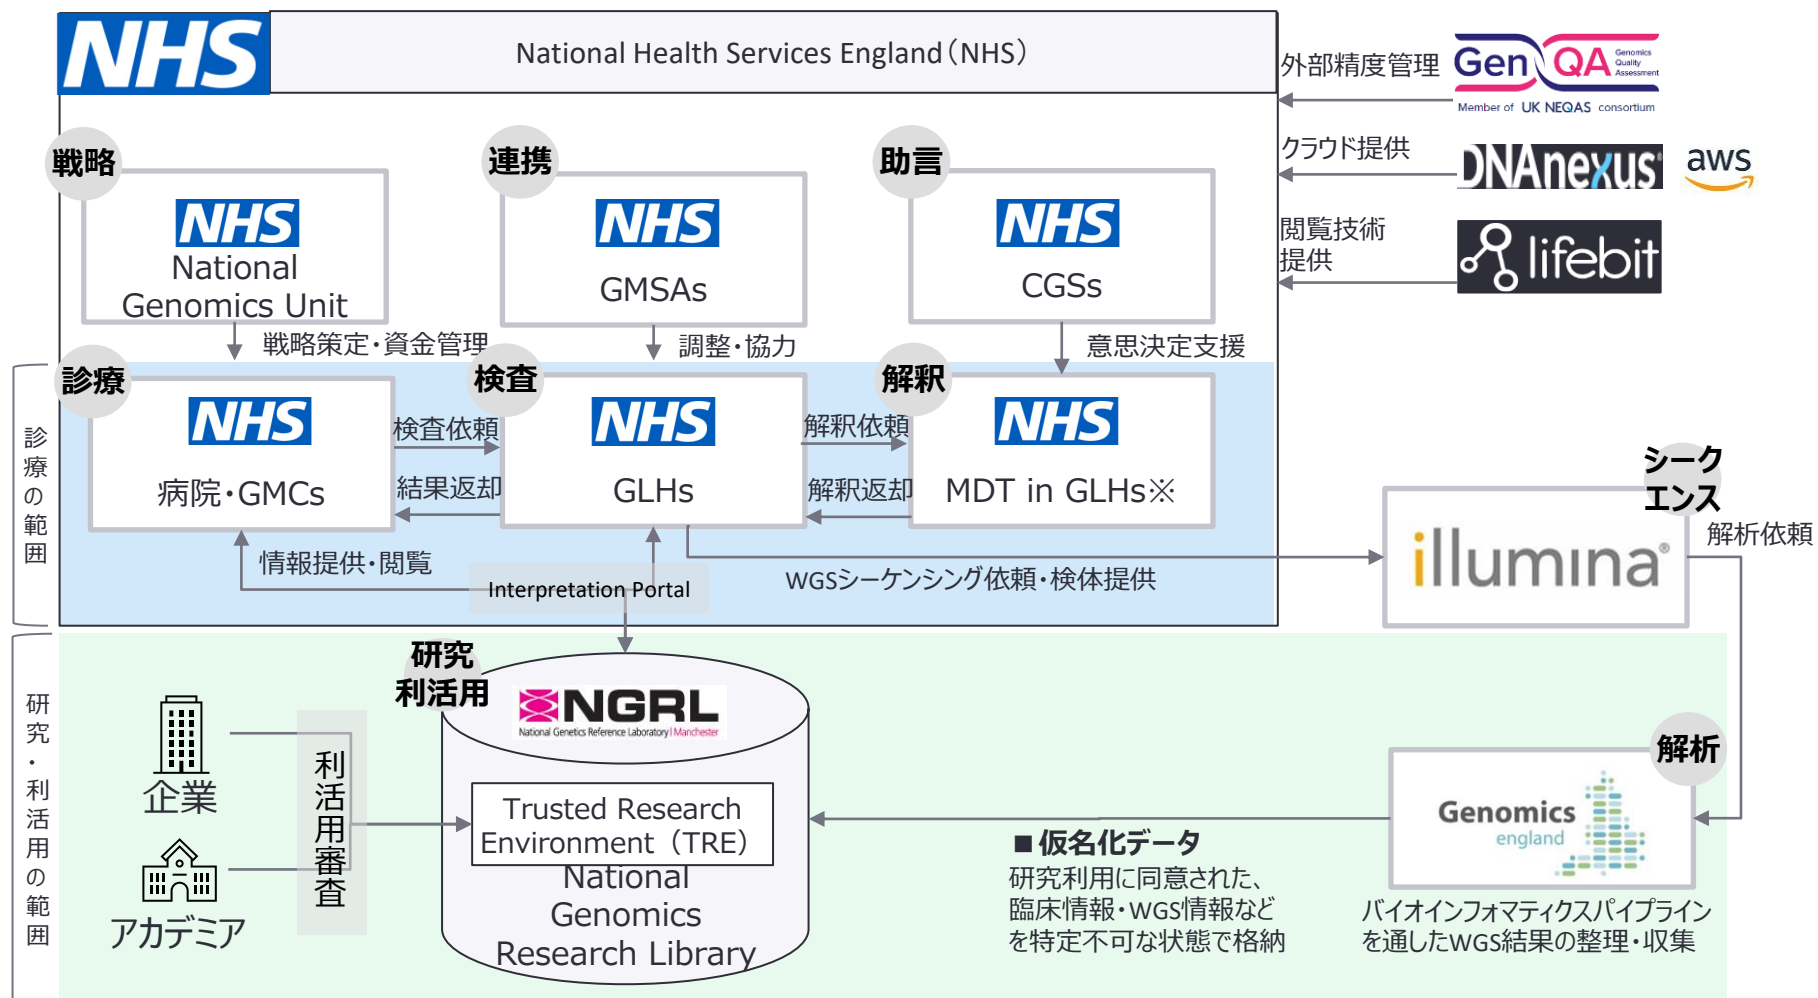 NHS
National Health Services England（NHS）
外部精度管理
Gen QA
Genomics
Quality
Assessment
Member of UK NEQAS consortium
クラウド提供
DNAnexus
aws
閲覧技術
提供
lifebit
戦略
NHS
National
Genomics Unit
連携
NHS
GMSAs
助言
NHS
CGSs
戦略策定・資金管理
調整・協力
意思決定支援
診療の範囲
診療
NHS
病院・GMCs
検査依頼
結果返却
検査
NHS
GLHs
解釈依頼
解釈返却
解釈
NHS
MDT in GLHs※
情報提供・閲覧
Interpretation Portal
WGSシーケンシング依頼・検体提供
シーク
エンス
illumina®
解析依頼
研究・利活用の範囲
企業
アカデミア
利活用審査
研究
利活用
NGRL
National Genetics Reference Laboratory | Manchester
Trusted Research
Environment（TRE）
National
Genomics
Research Library
■仮名化データ
研究利用に同意された、
臨床情報・WGS情報など
を特定不可な状態で格納
解析
Genomics
england
バイオインフォマティクスパイプライン
を通したWGS結果の整理・収集